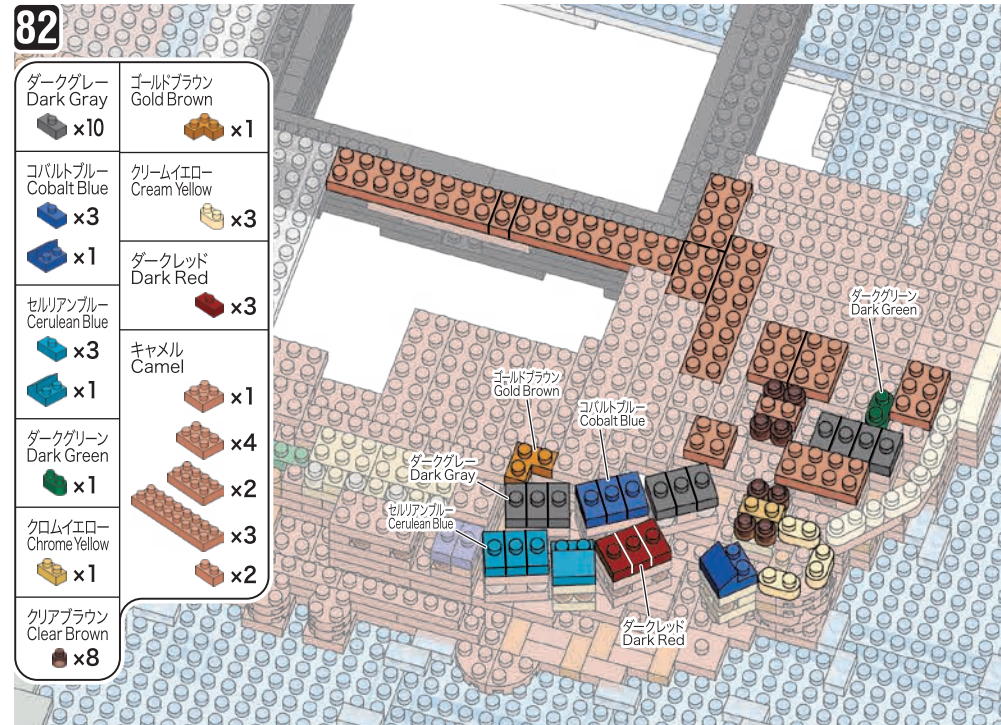 82
ダークグレー
Dark Gray
×10
コバルトブルー
Cobalt Blue
×3
×1
セルリアンブルー
Cerulean Blue
×3
×1
ダークグリーン
Dark Green
×1
クロムイエロー
Chrome Yellow
×1
クリアブラウン
Clear Brown
×8
ゴールドブラウン
Gold Brown
×1
クリームイエロー
Cream Yellow
×3
ダークレッド
Dark Red
×3
キャメル
Camel
×1
×4
×2
×3
×2
ダークグリーン
Dark Green
ゴールドブラウン
Gold Brown
コバルトブルー
Cobalt Blue
ダークグレー
Dark Gray
セルリアンブルー
Cerulean Blue
ダークレッド
Dark Red